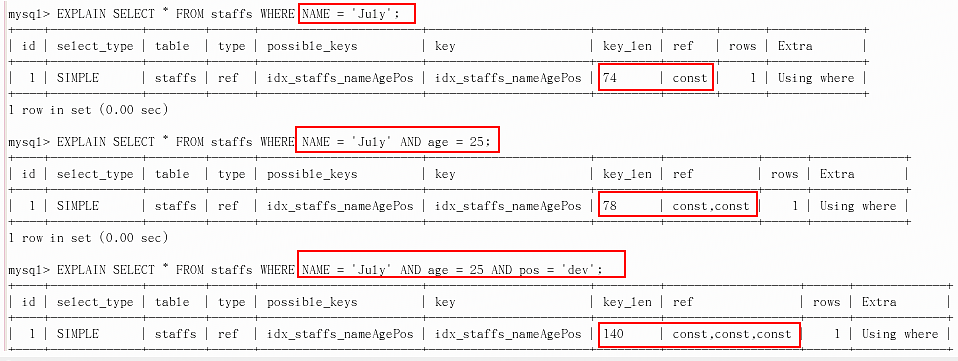 mysql> EXPLAIN SELECT * FROM staffs WHERE NAME = 'July';
| id | select_type | table | type | possible_keys | key | key_len | ref | rows | Extra |
| 1 | SIMPLE | staffs | ref | idx_staffs_nameAgePos | idx_staffs_nameAgePos | 74 | const | 1 | Using where |
1 row in set (0.00 sec)
mysql> EXPLAIN SELECT * FROM staffs WHERE NAME = 'July' AND age = 25;
| id | select_type | table | type | possible_keys | key | key_len | ref | rows | Extra |
| 1 | SIMPLE | staffs | ref | idx_staffs_nameAgePos | idx_staffs_nameAgePos | 78 | const,const | 1 | Using where |
1 row in set (0.00 sec)
mysql> EXPLAIN SELECT * FROM staffs WHERE NAME = 'July' AND age = 25 AND pos = 'dev';
| id | select_type | table | type | possible_keys | key | key_len | ref | rows | Extra |
| 1 | SIMPLE | staffs | ref | idx_staffs_nameAgePos | idx_staffs_nameAgePos | 140 | const,const,const | 1 | Using where |